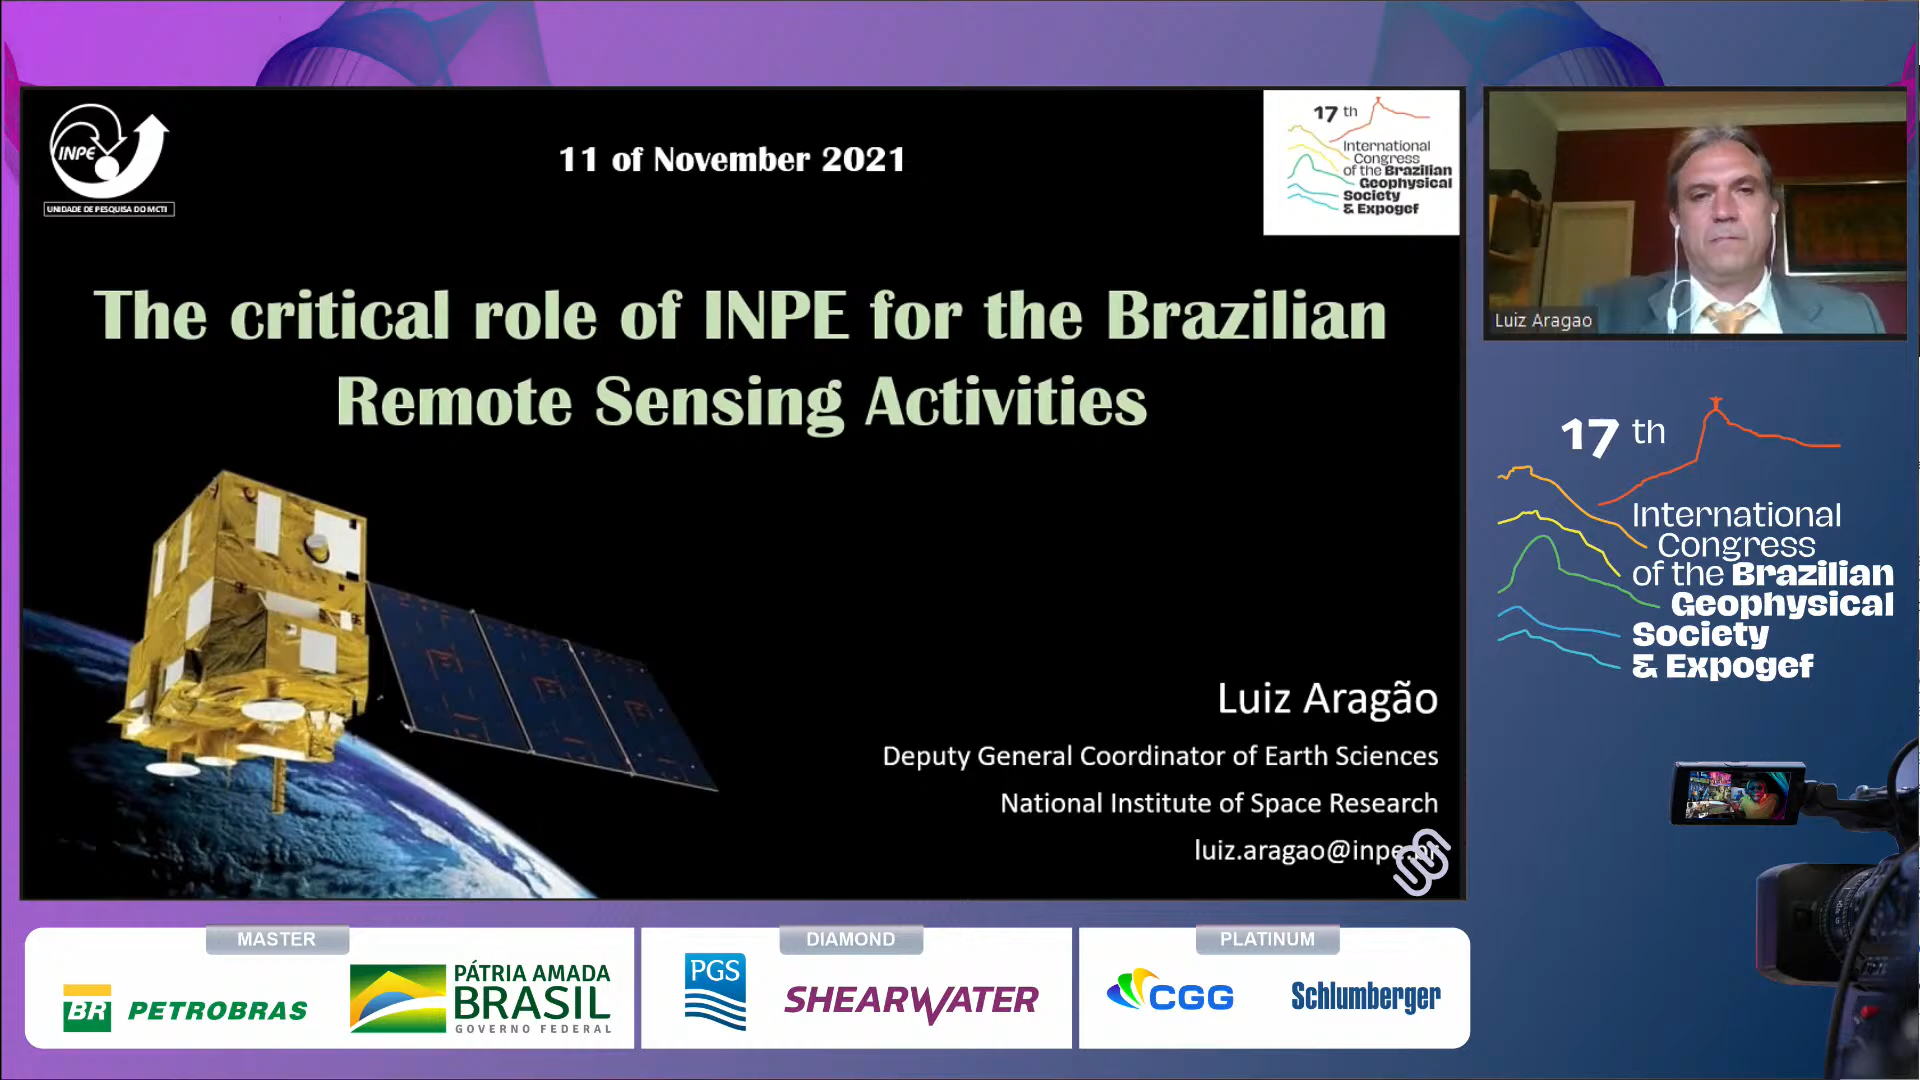 INPE
UNIDADE DE PESQUISA DO MCTI
11 of November 2021
17 th
International
Congress
of the Brazilian
Geophysical
Society
& Expogef
The critical role of INPE for the Brazilian
Remote Sensing Activities
Luiz Aragão
Deputy General Coordinator of Earth Sciences
National Institute of Space Research
luiz.aragao@inpe.br
Luiz Aragao
17 th
International
Congress
of the Brazilian
Geophysical
Society
& Expogef
MASTER
BR PETROBRAS
PÁTRIA AMADA
BRASIL
GOVERNO FEDERAL
DIAMOND
PGS
SHEARWATER
PLATINUM
CGG
Schlumberger